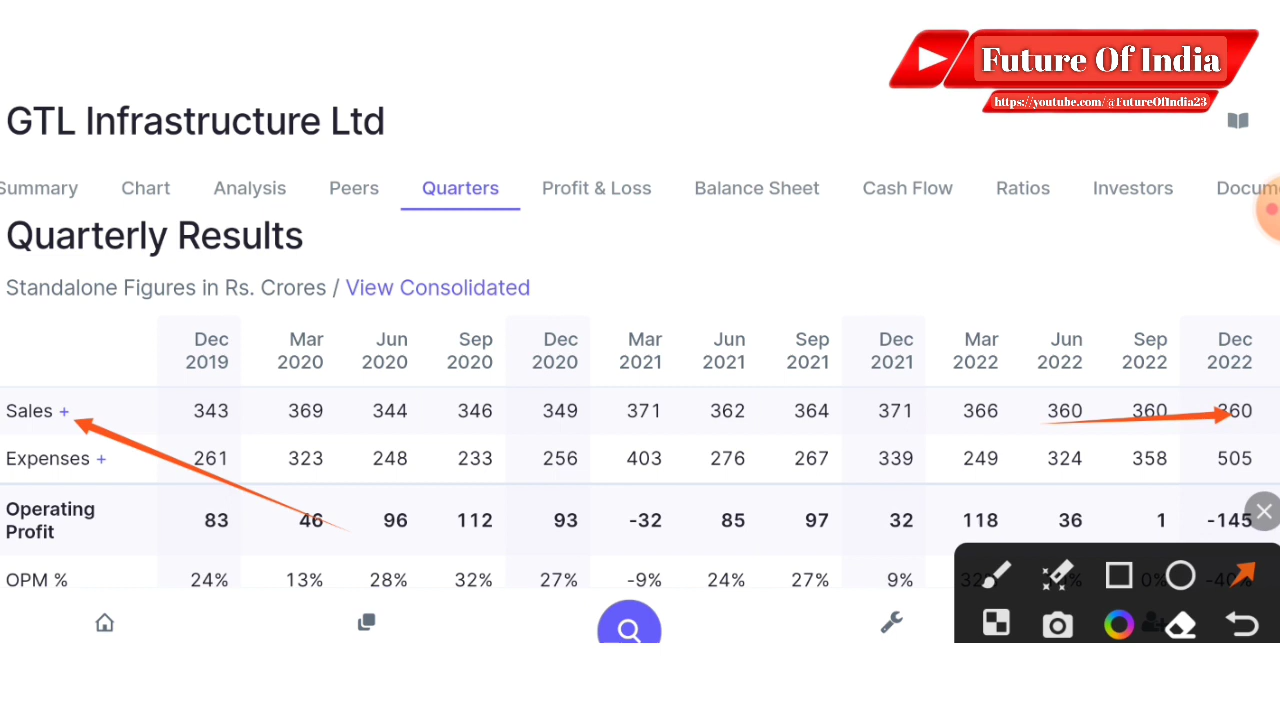 Future Of India
https://youtube.com/@FutureOfIndia23
GTL Infrastructure Ltd
Summary Chart Analysis Peers Quarters Profit & Loss Balance Sheet Cash Flow Ratios Investors Docum
Quarterly Results
Standalone Figures in Rs. Crores / View Consolidated
Dec 2019 Mar 2020 Jun 2020 Sep 2020 Dec 2020 Mar 2021 Jun 2021 Sep 2021 Dec 2021 Mar 2022 Jun 2022 Sep 2022 Dec 2022
Sales + 343 369 344 346 349 371 362 364 371 366 360 360 360
Expenses + 261 323 248 233 256 403 276 267 339 249 324 358 505
Operating Profit 83 46 96 112 93 -32 85 97 32 118 36 1 -145
OPM % 24% 13% 28% 32% 27% -9% 24% 27% 9% 0%